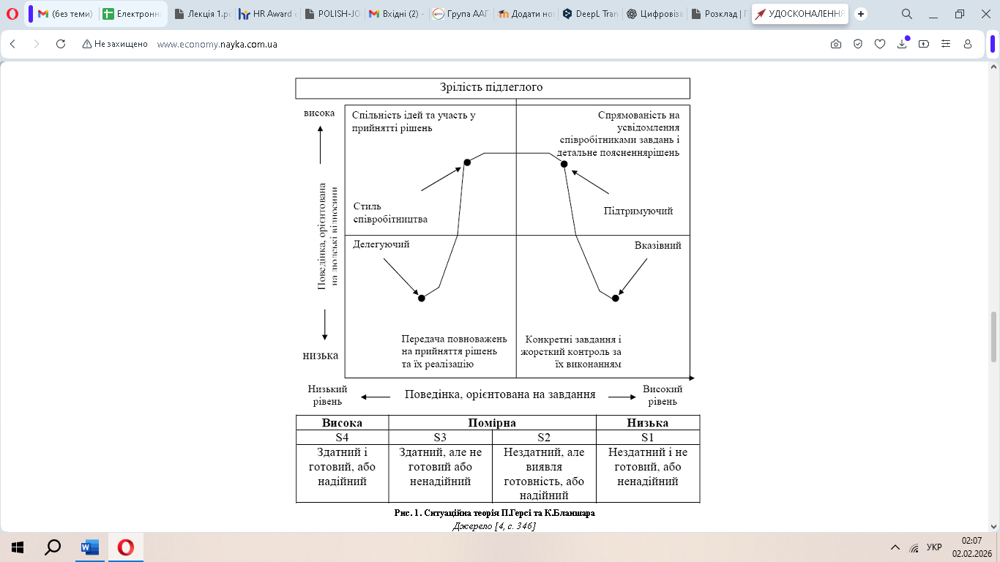 (без теми)
Електронн
Лекція 1.po
HR Award
POLISH-JO
Вхідні (2) -
Група ААГ
Додати нов
DeepL Tran
Цифровіза
Розклад | Г
УДОСКОНАЛЕННЯ
Не захищено
www.economy.nayka.com.ua
Зрілість підлеглого
висока
Поведінка, орієнтована
на людські відносини
низька
Спільність ідей та участь у
прийнятті рішень
Спрямованість на
усвідомлення
співробітниками завдань і
детальне поясненнярішень
Стиль
співробітництва
Підтримуючий
Делегуючий
Вказівний
Передача повноважень
на прийняття рішень
та їх реалізацію
Конкретні завдання і
жорсткий контроль за
їх виконанням
Низький
рівень
Поведінка, орієнтована на завдання
Високий
рівень
Висока Помірна Низька
S4 S3 S2 S1
Здатний і
готовий, або
надійний
Здатний, але не
готовий або
ненадійний
Нездатний, але
виявля
готовність, або
надійний
Нездатний і не
готовий, або
ненадійний
Рис. 1. Ситуаційна теорія П.Герсі та К.Бланшара
Джерело [4, с. 346]
УКР
02:07
02.02.2026